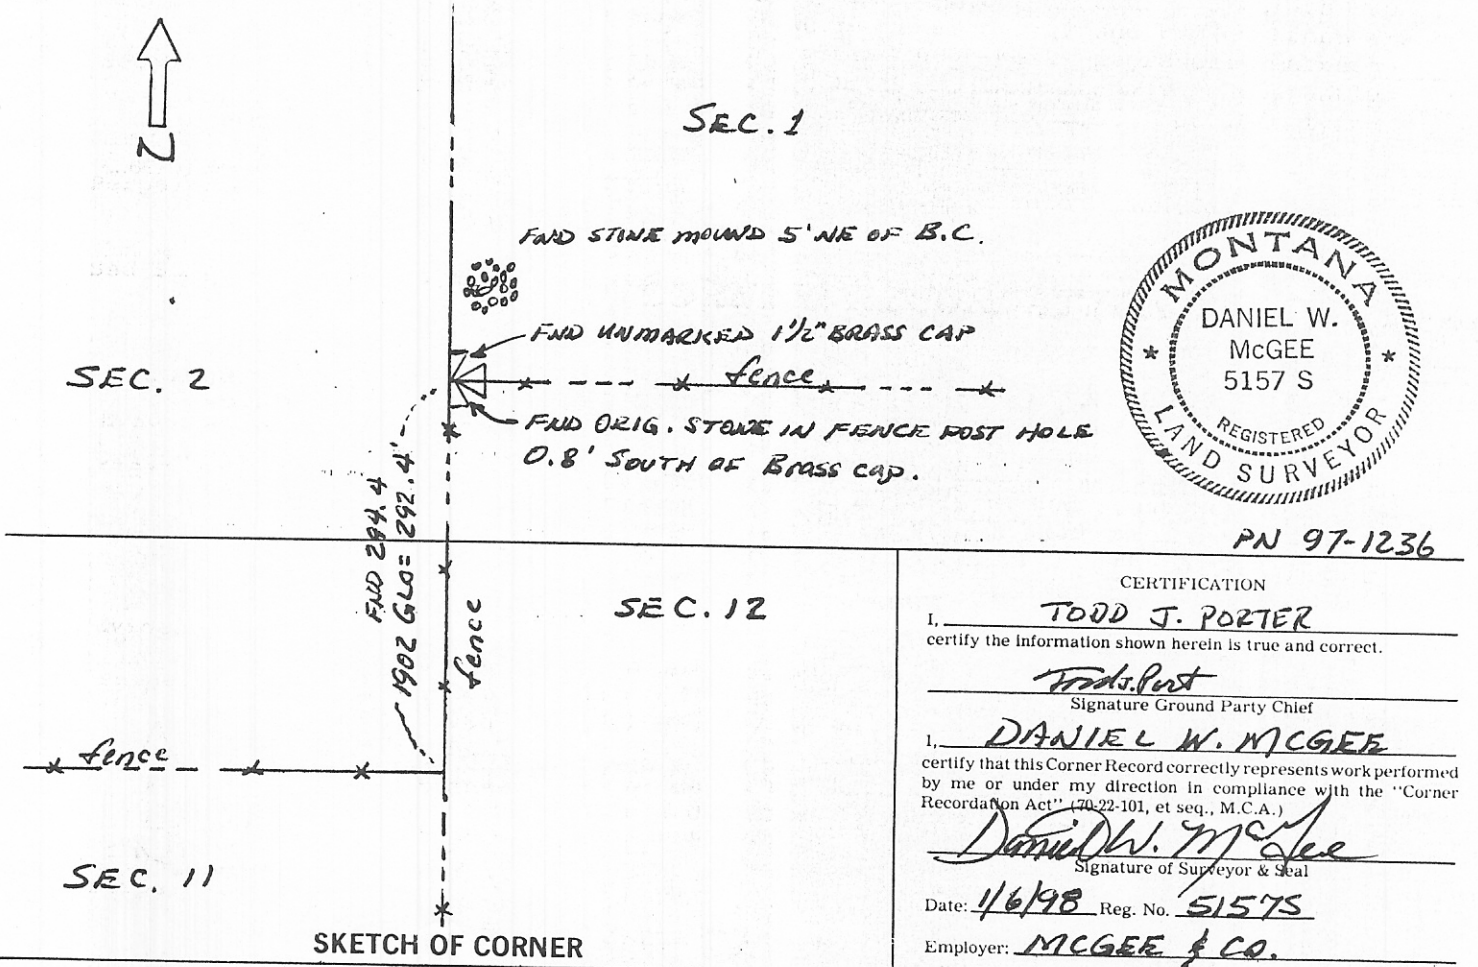 N
SEC. 1
FND STONE MOUND 5' NE OF B.C.
FND UNMARKED 1 1/2" BRASS CAP
SEC. 2
fence
FND ORIG. STONE IN FENCE POST HOLE
0.8' SOUTH OF Brass cap.
MONTANA
DANIEL W.
McGEE
5157 S
REGISTERED
LAND SURVEYOR
PN 97-1236
FND 294.4
1902 GLO = 292.4'
fence
SEC. 12
fence
SEC. 11
SKETCH OF CORNER
CERTIFICATION
I, TODD J. PORTER
certify the information shown herein is true and correct.
Todd J. Port
Signature Ground Party Chief
I, DANIEL W. MCGEE
certify that this Corner Record correctly represents work performed
by me or under my direction in compliance with the "Corner
Recordation Act" (70-22-101, et seq., M.C.A.)
Daniel W. McGee
Signature of Surveyor & Seal
Date: 1/6/98 Reg. No. 5157S
Employer: MCGEE & CO.